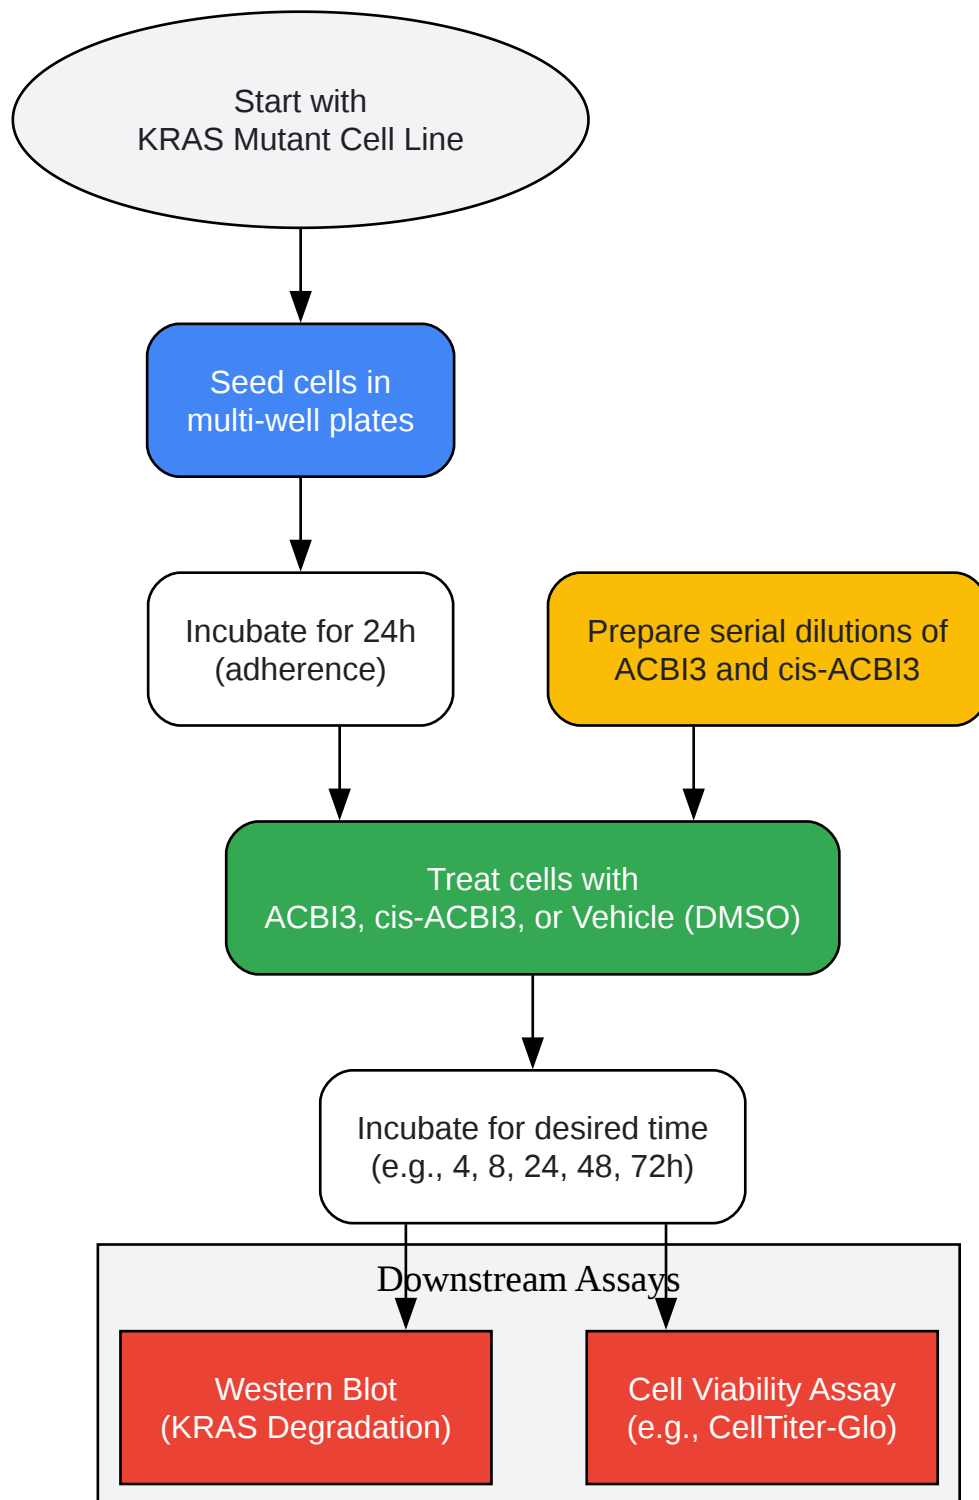 Start with
KRAS Mutant Cell Line
Seed cells in
multi-well plates
Incubate for 24h
(adherence)
Prepare serial dilutions of
ACBI3 and cis-ACBI3
Treat cells with
ACBI3, cis-ACBI3, or Vehicle (DMSO)
Incubate for desired time
(e.g., 4, 8, 24, 48, 72h)
Downstream Assays
Western Blot
(KRAS Degradation)
Cell Viability Assay
(e.g., CellTiter-Glo)